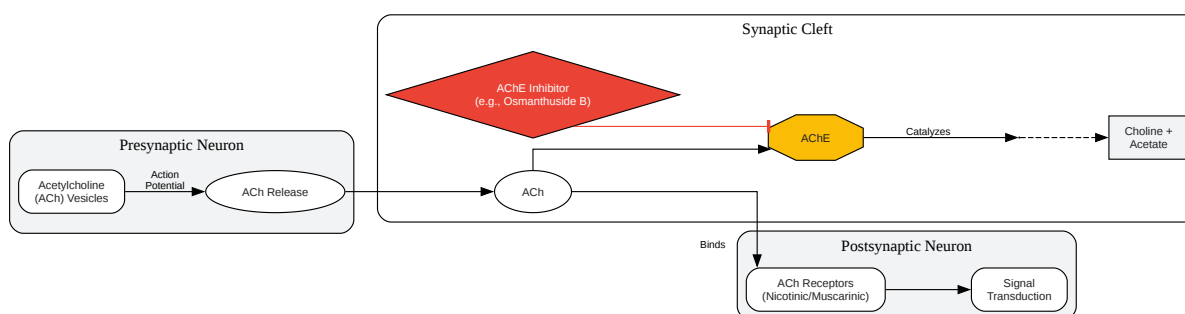 Synaptic Cleft
AChE Inhibitor
(e.g., Osmanthuside B)
AChE
Catalyzes
Choline +
Acetate
Presynaptic Neuron
Acetylcholine
(ACh) Vesicles
Action
Potential
ACh Release
ACh
Binds
Postsynaptic Neuron
ACh Receptors
(Nicotinic/Muscarinic)
Signal
Transduction